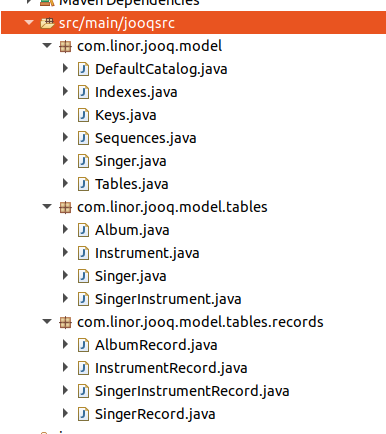 Maven Dependencies
src/main/jooqsrc
com.linor.jooq.model
DefaultCatalog.java
Indexes.java
Keys.java
Sequences.java
Singer.java
Tables.java
com.linor.jooq.model.tables
Album.java
Instrument.java
Singer.java
SingerInstrument.java
com.linor.jooq.model.tables.records
AlbumRecord.java
InstrumentRecord.java
SingerInstrumentRecord.java
SingerRecord.java